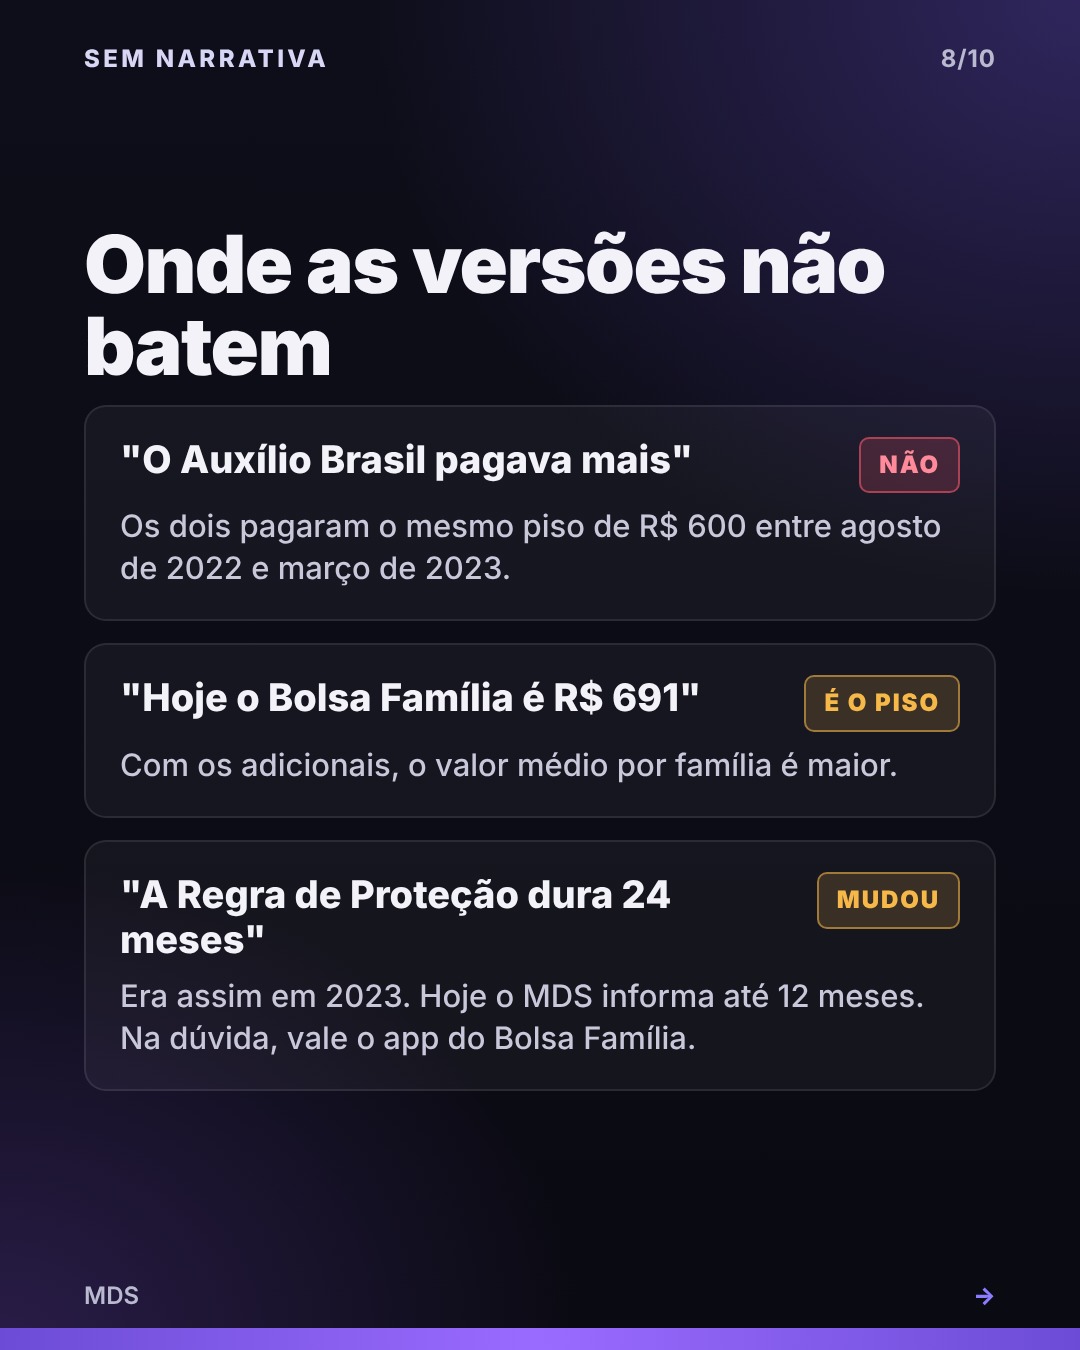 SEM NARRATIVA
8/10
Onde as versões não
batem
"O Auxílio Brasil pagava mais"
NÃO
Os dois pagaram o mesmo piso de R$ 600 entre agosto
de 2022 e março de 2023.
"Hoje o Bolsa Família é R$ 691"
É O PISO
Com os adicionais, o valor médio por família é maior.
"A Regra de Proteção dura 24
meses"
MUDOU
Era assim em 2023. Hoje o MDS informa até 12 meses.
Na dúvida, vale o app do Bolsa Família.
MDS
→